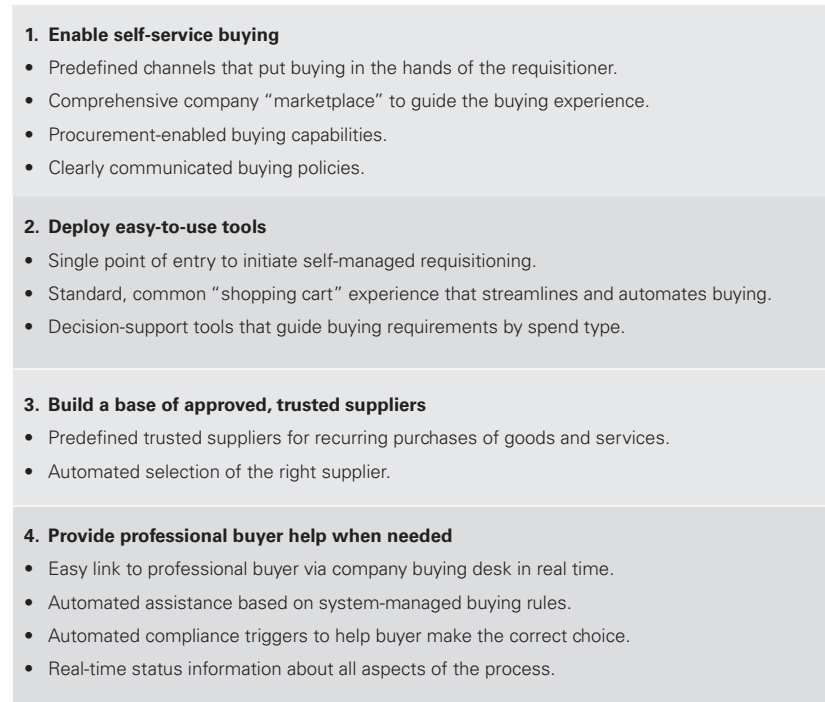 1. Enable self-service buying
• Predefined channels that put buying in the hands of the requisitioner.
• Comprehensive company “marketplace” to guide the buying experience.
• Procurement-enabled buying capabilities.
• Clearly communicated buying policies.
2. Deploy easy-to-use tools
• Single point of entry to initiate self-managed requisitioning.
• Standard, common “shopping cart” experience that streamlines and automates buying.
• Decision-support tools that guide buying requirements by spend type.
3. Build a base of approved, trusted suppliers
• Predefined trusted suppliers for recurring purchases of goods and services.
• Automated selection of the right supplier.
4. Provide professional buyer help when needed
• Easy link to professional buyer via company buying desk in real time.
• Automated assistance based on system-managed buying rules.
• Automated compliance triggers to help buyer make the correct choice.
• Real-time status information about all aspects of the process.